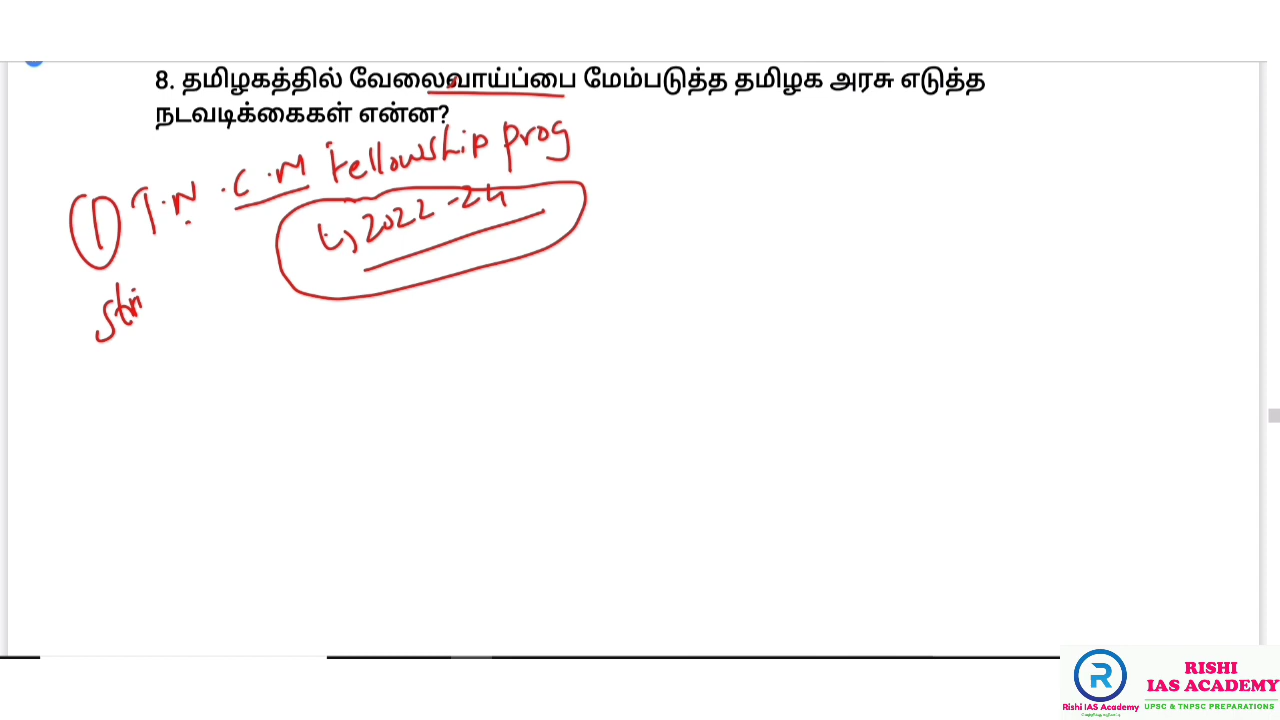 8. தமிழகத்தில் வேலைவாய்ப்பை மேம்படுத்த தமிழக அரசு எடுத்த
நடவடிக்கைகள் என்ன?
① T.N.C.M Fellowship prog
↳ 2022-24
Stri
RISHI
IAS ACADEMY
Rishi IAS Academy
UPSC & TNPSC PREPARATIONS